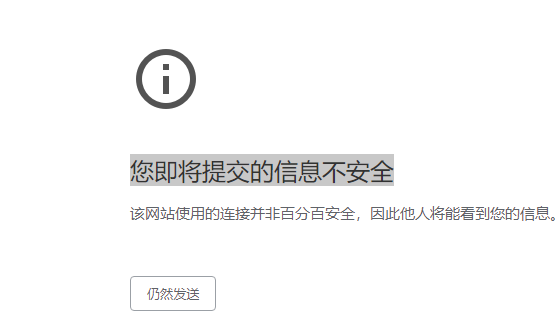 您即将提交的信息不安全
该网站使用的连接并非百分百安全，因此他人将能看到您的信息。
仍然发送